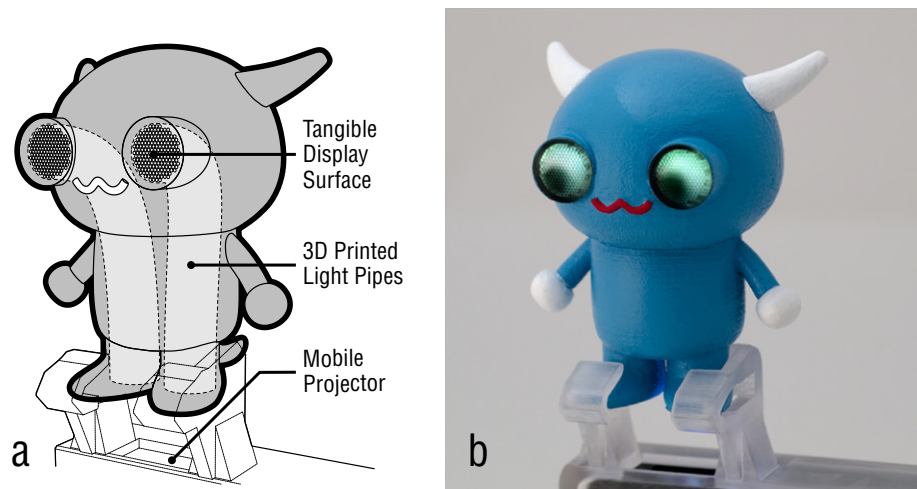 Tangible
Display
Surface
3D Printed
Light Pipes
Mobile
Projector
a
b